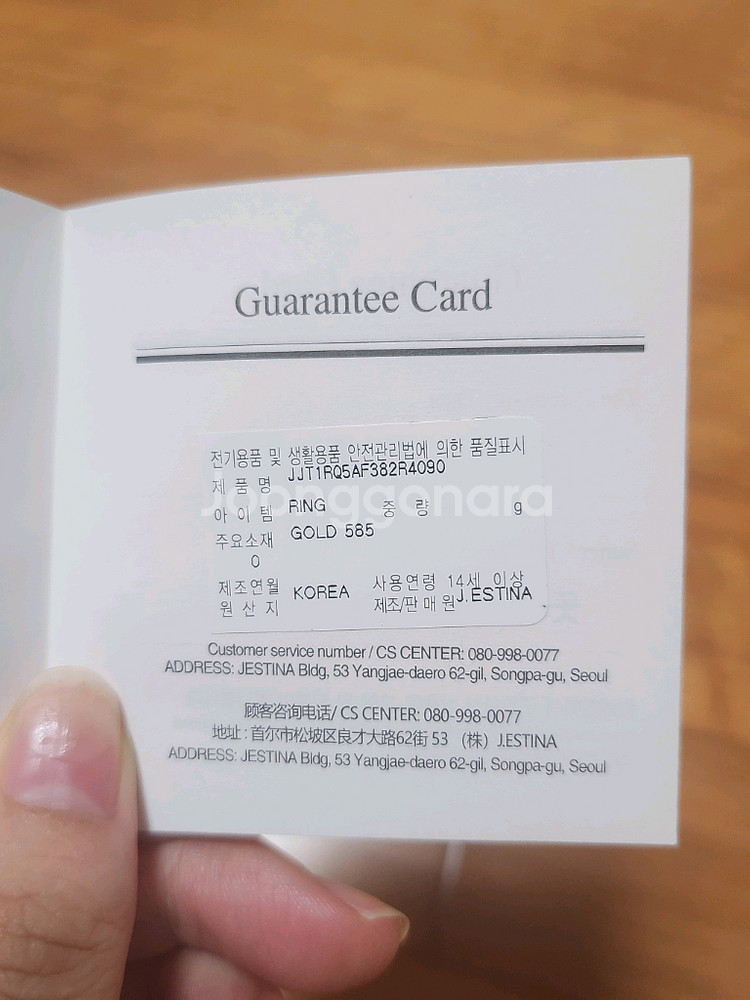 Guarantee Card
전기용품 및 생활용품 안전관리법에 의한 품질표시
제 품 명 JJT1RQ5AF382R4090
Joonggonara
아 이 템 RING 중 량 g
주요소재 GOLD 585
0
제조연월 사용연령 14세 이상
원 산 지 KOREA 제조/판 매 원 J.ESTINA
Customer service number / CS CENTER: 080-998-0077
ADDRESS: JESTINA Bldg, 53 Yangjae-daero 62-gil, Songpa-gu, Seoul
顾客咨询电话/ CS CENTER: 080-998-0077
地址 : 首尔市松坡区良才大路62街 53 （株）J.ESTINA
ADDRESS: JESTINA Bldg, 53 Yangjae-daero 62-gil, Songpa-gu, Seoul